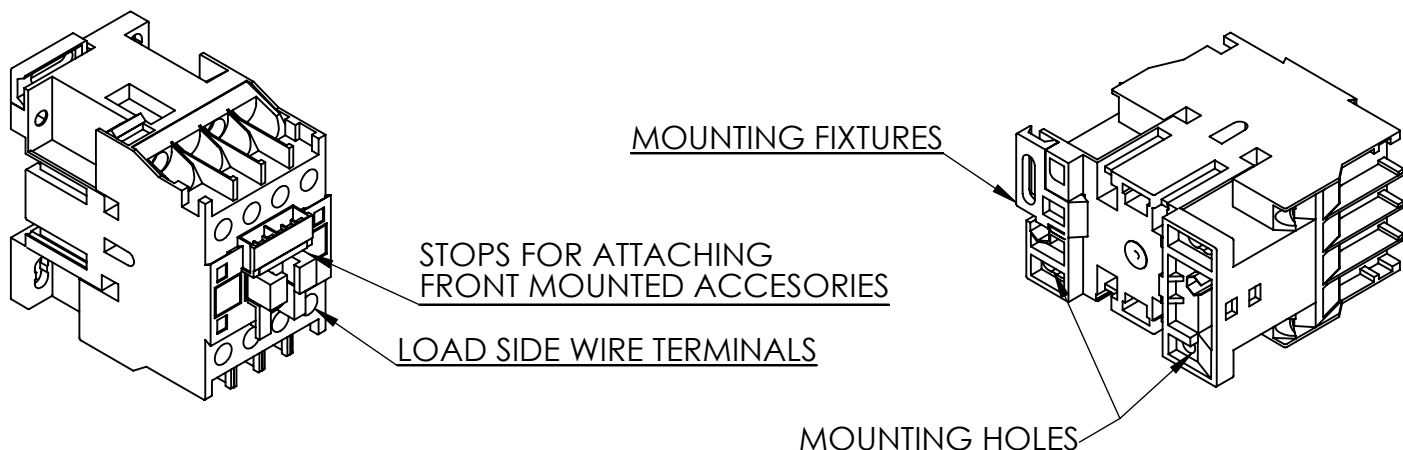 MOUNTING FIXTURES
STOPS FOR ATTACHING
FRONT MOUNTED ACCESORIES
LOAD SIDE WIRE TERMINALS
MOUNTING HOLES